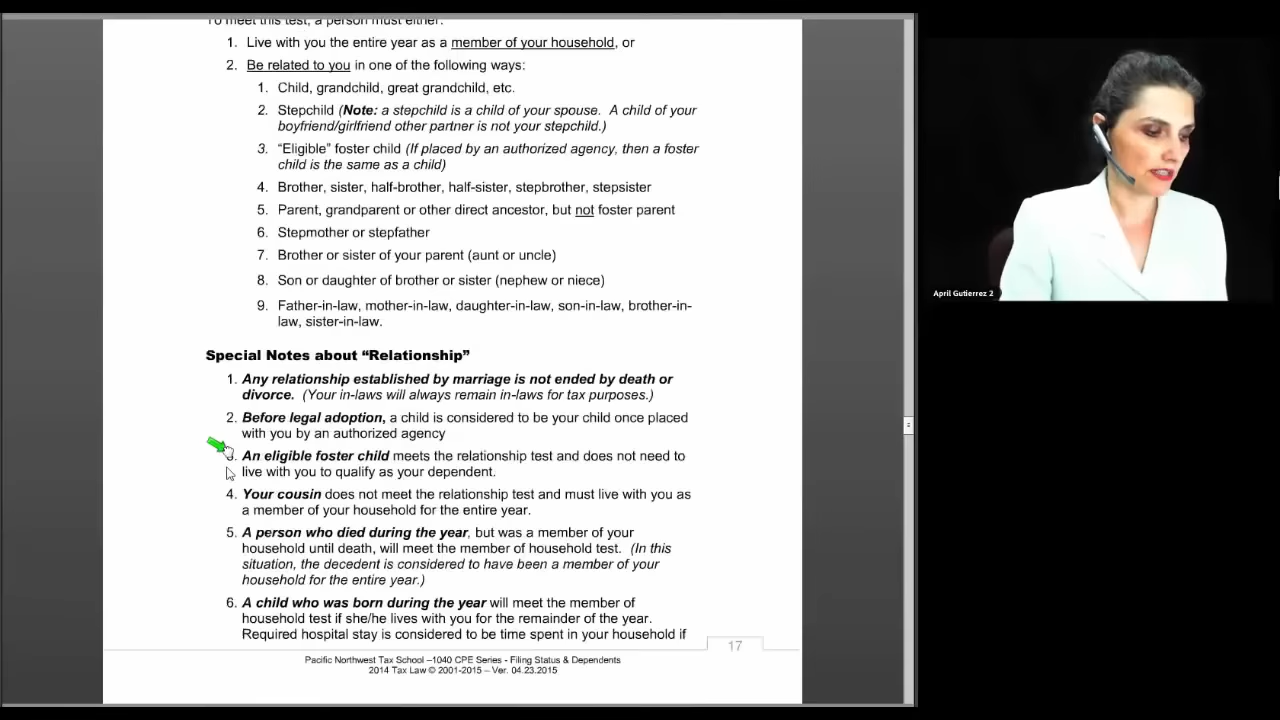 To meet this test, a person must either:
1. Live with you the entire year as a member of your household, or
2. Be related to you in one of the following ways:
1. Child, grandchild, great grandchild, etc.
2. Stepchild (Note: a stepchild is a child of your spouse. A child of your
boyfriend/girlfriend other partner is not your stepchild.)
3. “Eligible” foster child (If placed by an authorized agency, then a foster
child is the same as a child)
4. Brother, sister, half-brother, half-sister, stepbrother, stepsister
5. Parent, grandparent or other direct ancestor, but not foster parent
6. Stepmother or stepfather
7. Brother or sister of your parent (aunt or uncle)
8. Son or daughter of brother or sister (nephew or niece)
9. Father-in-law, mother-in-law, daughter-in-law, son-in-law, brother-in-
law, sister-in-law.
Special Notes about “Relationship”
1. Any relationship established by marriage is not ended by death or
divorce. (Your in-laws will always remain in-laws for tax purposes.)
2. Before legal adoption, a child is considered to be your child once placed
with you by an authorized agency
3. An eligible foster child meets the relationship test and does not need to
live with you to qualify as your dependent.
4. Your cousin does not meet the relationship test and must live with you as
a member of your household for the entire year.
5. A person who died during the year, but was a member of your
household until death, will meet the member of household test. (In this
situation, the decedent is considered to have been a member of your
household for the entire year.)
6. A child who was born during the year will meet the member of
household test if she/he lives with you for the remainder of the year.
Required hospital stay is considered to be time spent in your household if
17
Pacific Northwest Tax School –1040 CPE Series - Filing Status & Dependents
2014 Tax Law © 2001-2015 – Ver. 04.23.2015
April Gutierrez 2